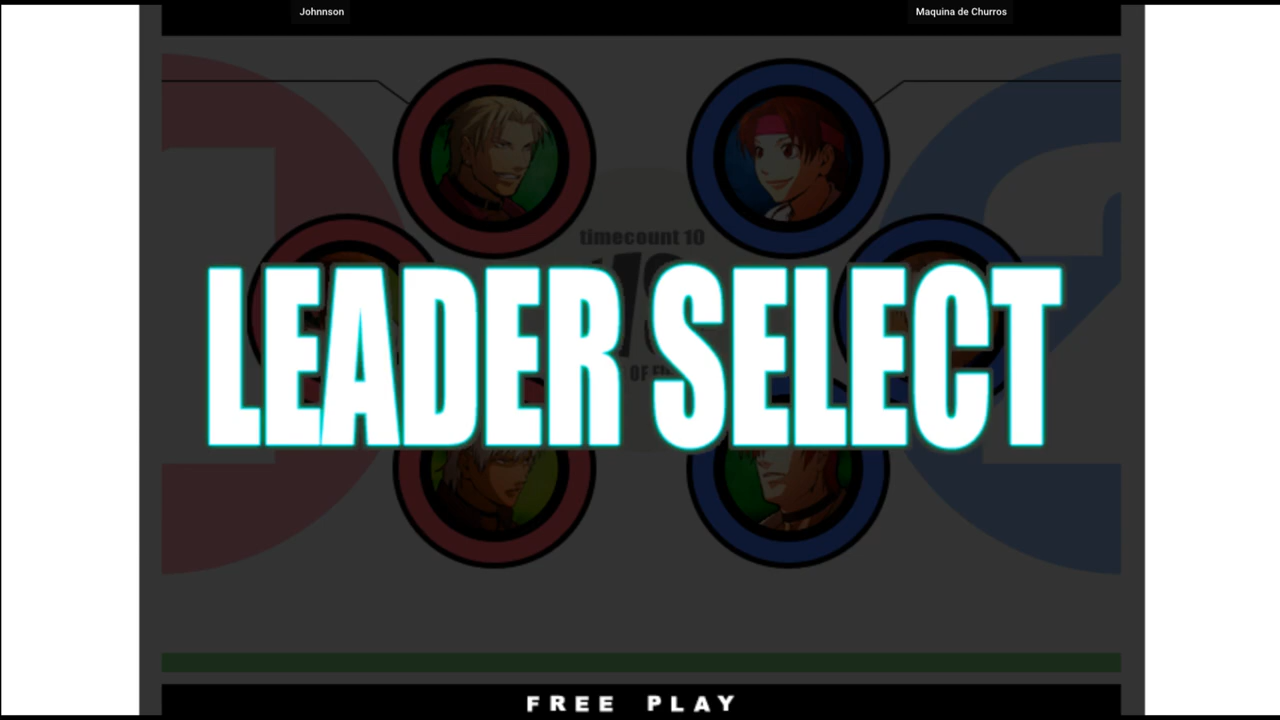 Johnnson
Maquina de Churros
timecount 10
LEADER SELECT
FREE PLAY